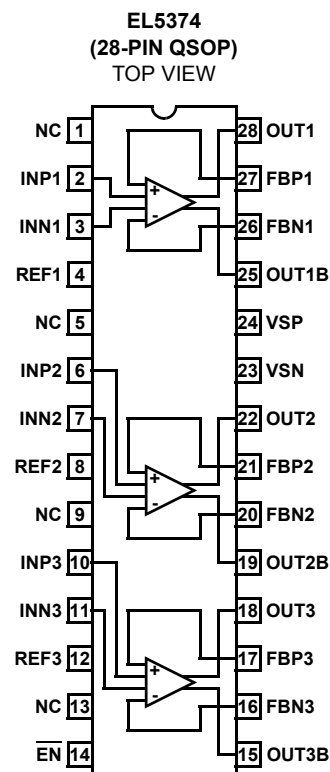 EL5374
(28-PIN QSOP)
TOP VIEW
NC 1
28 OUT1
INP1 2
+
27 FBP1
INN1 3
-
26 FBN1
REF1 4
25 OUT1B
NC 5
24 VSP
INP2 6
23 VSN
INN2 7
22 OUT2
REF2 8
+
21 FBP2
NC 9
-
20 FBN2
INP3 10
19 OUT2B
INN3 11
18 OUT3
REF3 12
+
17 FBP3
NC 13
-
16 FBN3
E̅N̅ 14
15 OUT3B